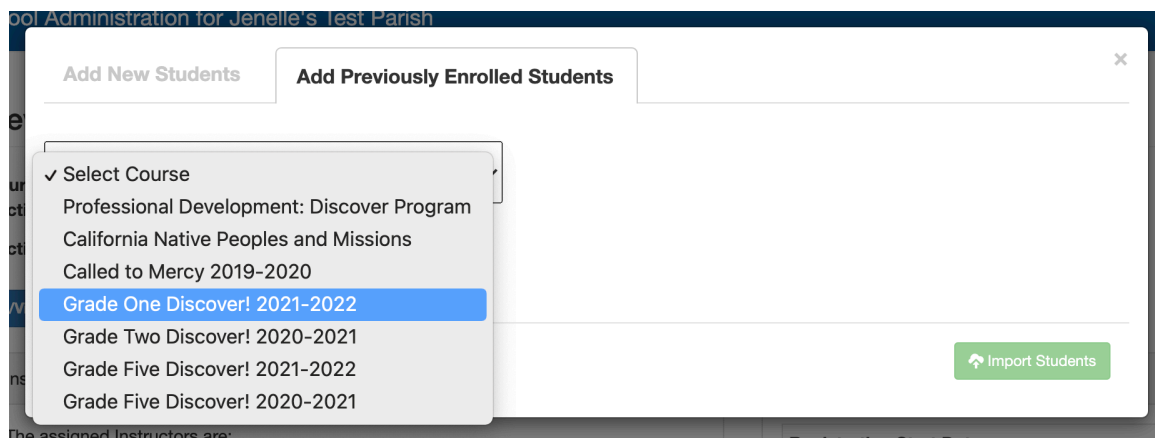 ool Administration for Jenelle's Test Parish
Add New Students
Add Previously Enrolled Students
×
✓ Select Course
Professional Development: Discover Program
California Native Peoples and Missions
Called to Mercy 2019-2020
Grade One Discover! 2021-2022
Grade Two Discover! 2020-2021
Grade Five Discover! 2021-2022
Grade Five Discover! 2020-2021
Import Students
The assigned Instructors are: